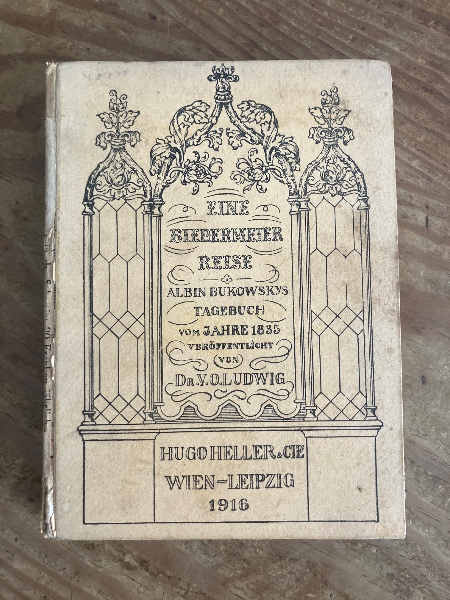 EINE
BIEDERMEIER
REISE
ALBIN BUKOWSKYS
TAGEBUCH
VOM JAHRE 1835
VERÖFFENTLICHT
VON
DR. V. O. LUDWIG
HUGO HELLER & CIE
WIEN-LEIPZIG
1916